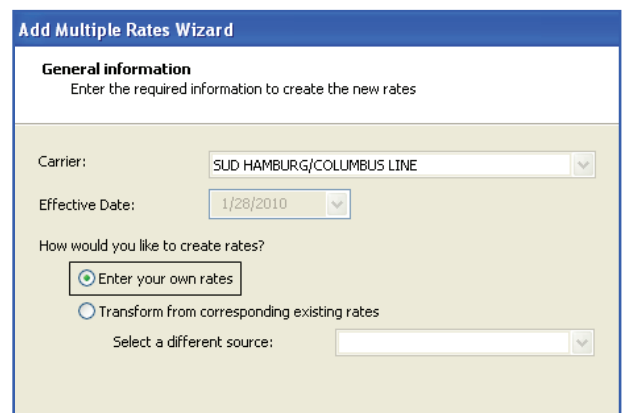 Add Multiple Rates Wizard
General information
Enter the required information to create the new rates
Carrier: SUD HAMBURG/COLUMBUS LINE
Effective Date: 1/28/2010
How would you like to create rates?
Enter your own rates
Transform from corresponding existing rates
Select a different source: